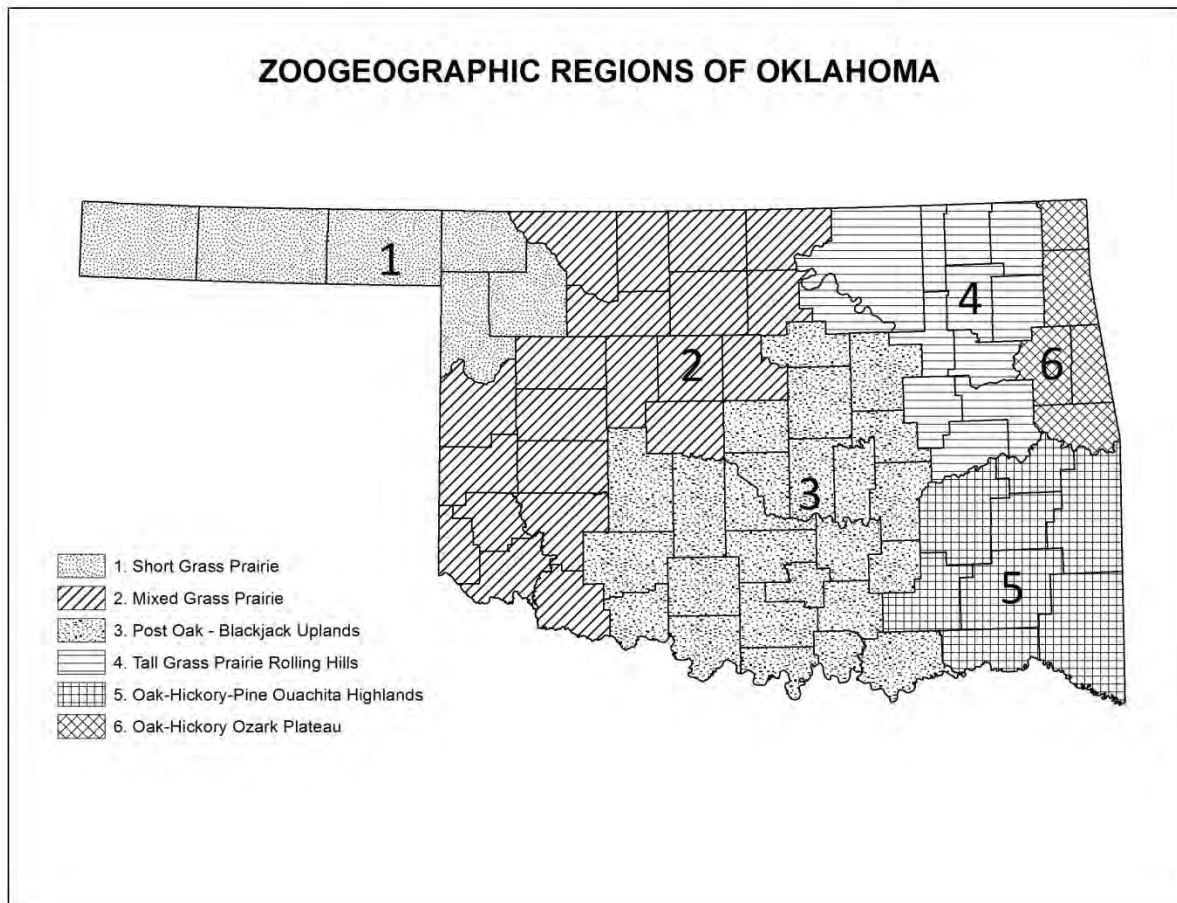 ZOOGEOGRAPHIC REGIONS OF OKLAHOMA
1
2
3
4
5
6
1. Short Grass Prairie
2. Mixed Grass Prairie
3. Post Oak - Blackjack Uplands
4. Tall Grass Prairie Rolling Hills
5. Oak-Hickory-Pine Ouachita Highlands
6. Oak-Hickory Ozark Plateau